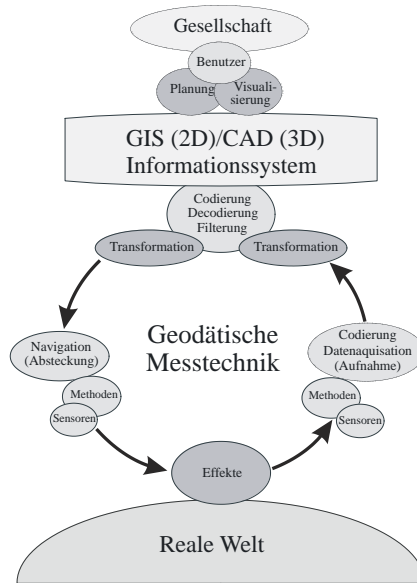 Gesellschaft
Benutzer
Planung
Visuali-
sierung
GIS (2D)/CAD (3D)
Informationssystem
Codierung
Decodierung
Filterung
Transformation
Transformation
Navigation
(Absteckung)
Methoden
Sensoren
Geodätische
Messtechnik
Codierung
Datenaquisation
(Aufnahme)
Methoden
Sensoren
Effekte
Reale Welt